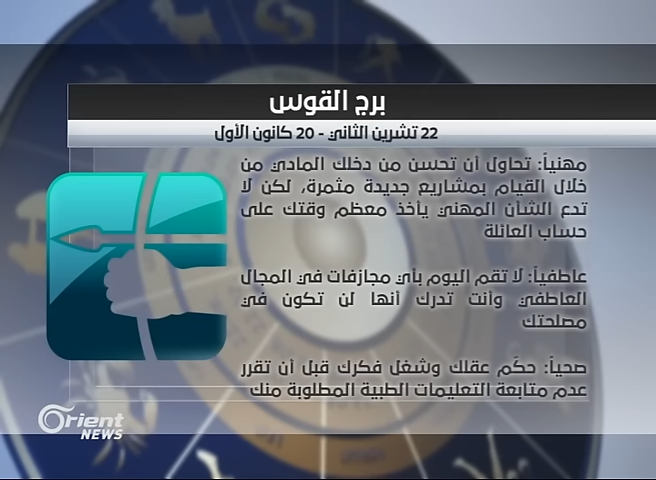 برج القوس
22 تشرين الثاني - 20 كانون الأول
مهنياً: تحاول أن تحسن من دخلك المادي من
خلال القيام بمشاريع جديدة مثمرة، لكن لا
تدع الشأن المهني يأخذ معظم وقتك على
حساب العائلة
عاطفياً: لا تقم اليوم بأي مجازفات في المجال
العاطفي وأنت تدرك أنها لن تكون في
مصلحتك
صحياً: حكّم عقلك وشغل فكرك قبل أن تقرر
عدم متابعة التعليمات الطبية المطلوبة منك
Orient
NEWS